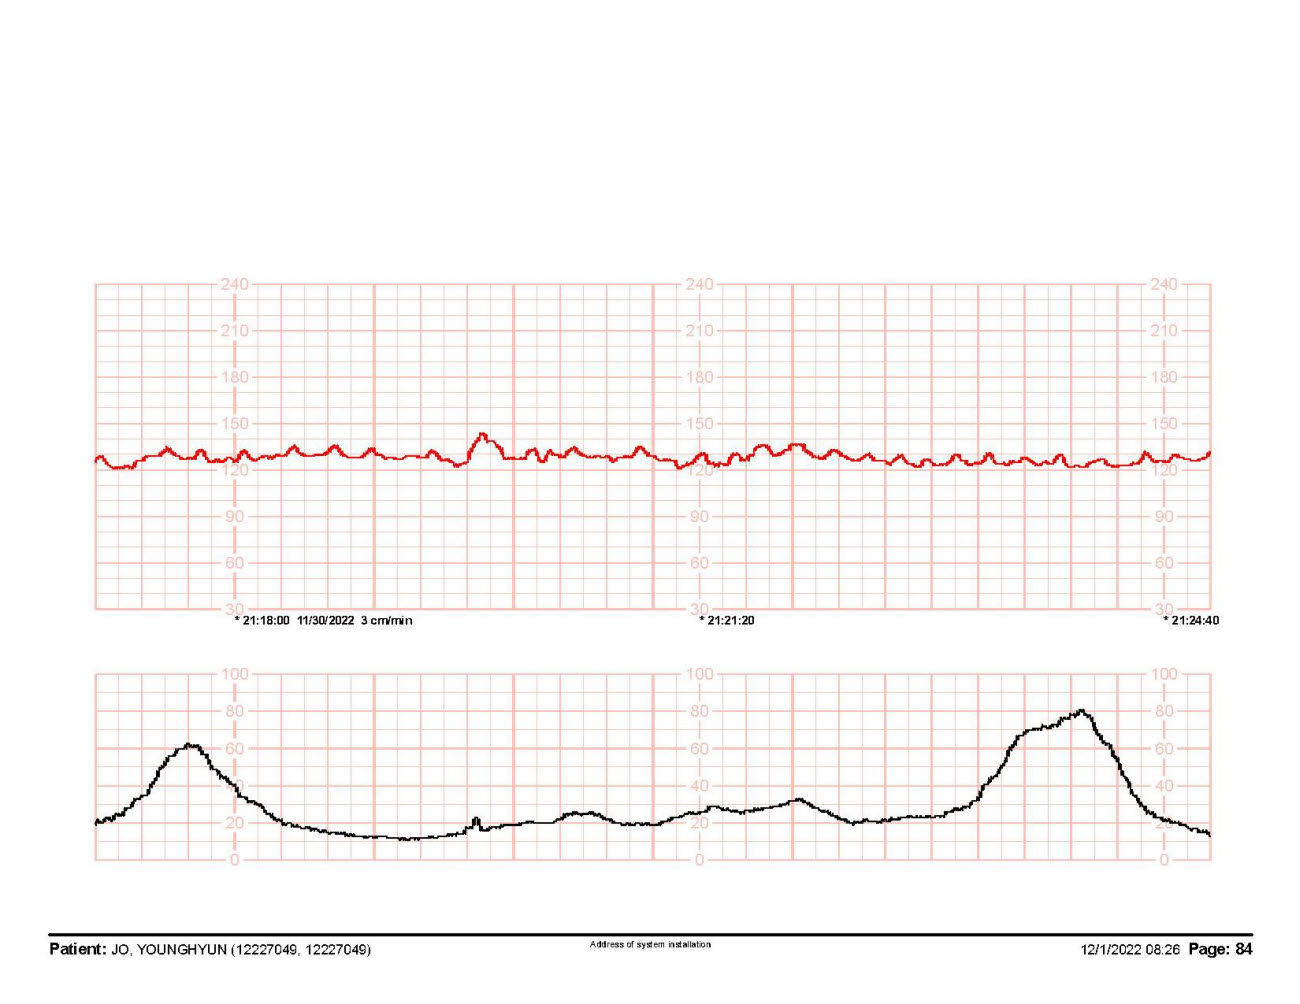 240 240 240
210 210 210
180 180 180
150 150 150
120 120 120
90 90 90
60 60 60
30 30 30
* 21:18:00 11/30/2022 3 cm/min * 21:21:20 * 21:24:40
100 100 100
80 80 80
60 60 60
40 40 40
20 20 20
0 0 0
Patient: JO, YOUNGHYUN (12227049, 12227049) Address of system installation 12/1/2022 08:26 Page: 84